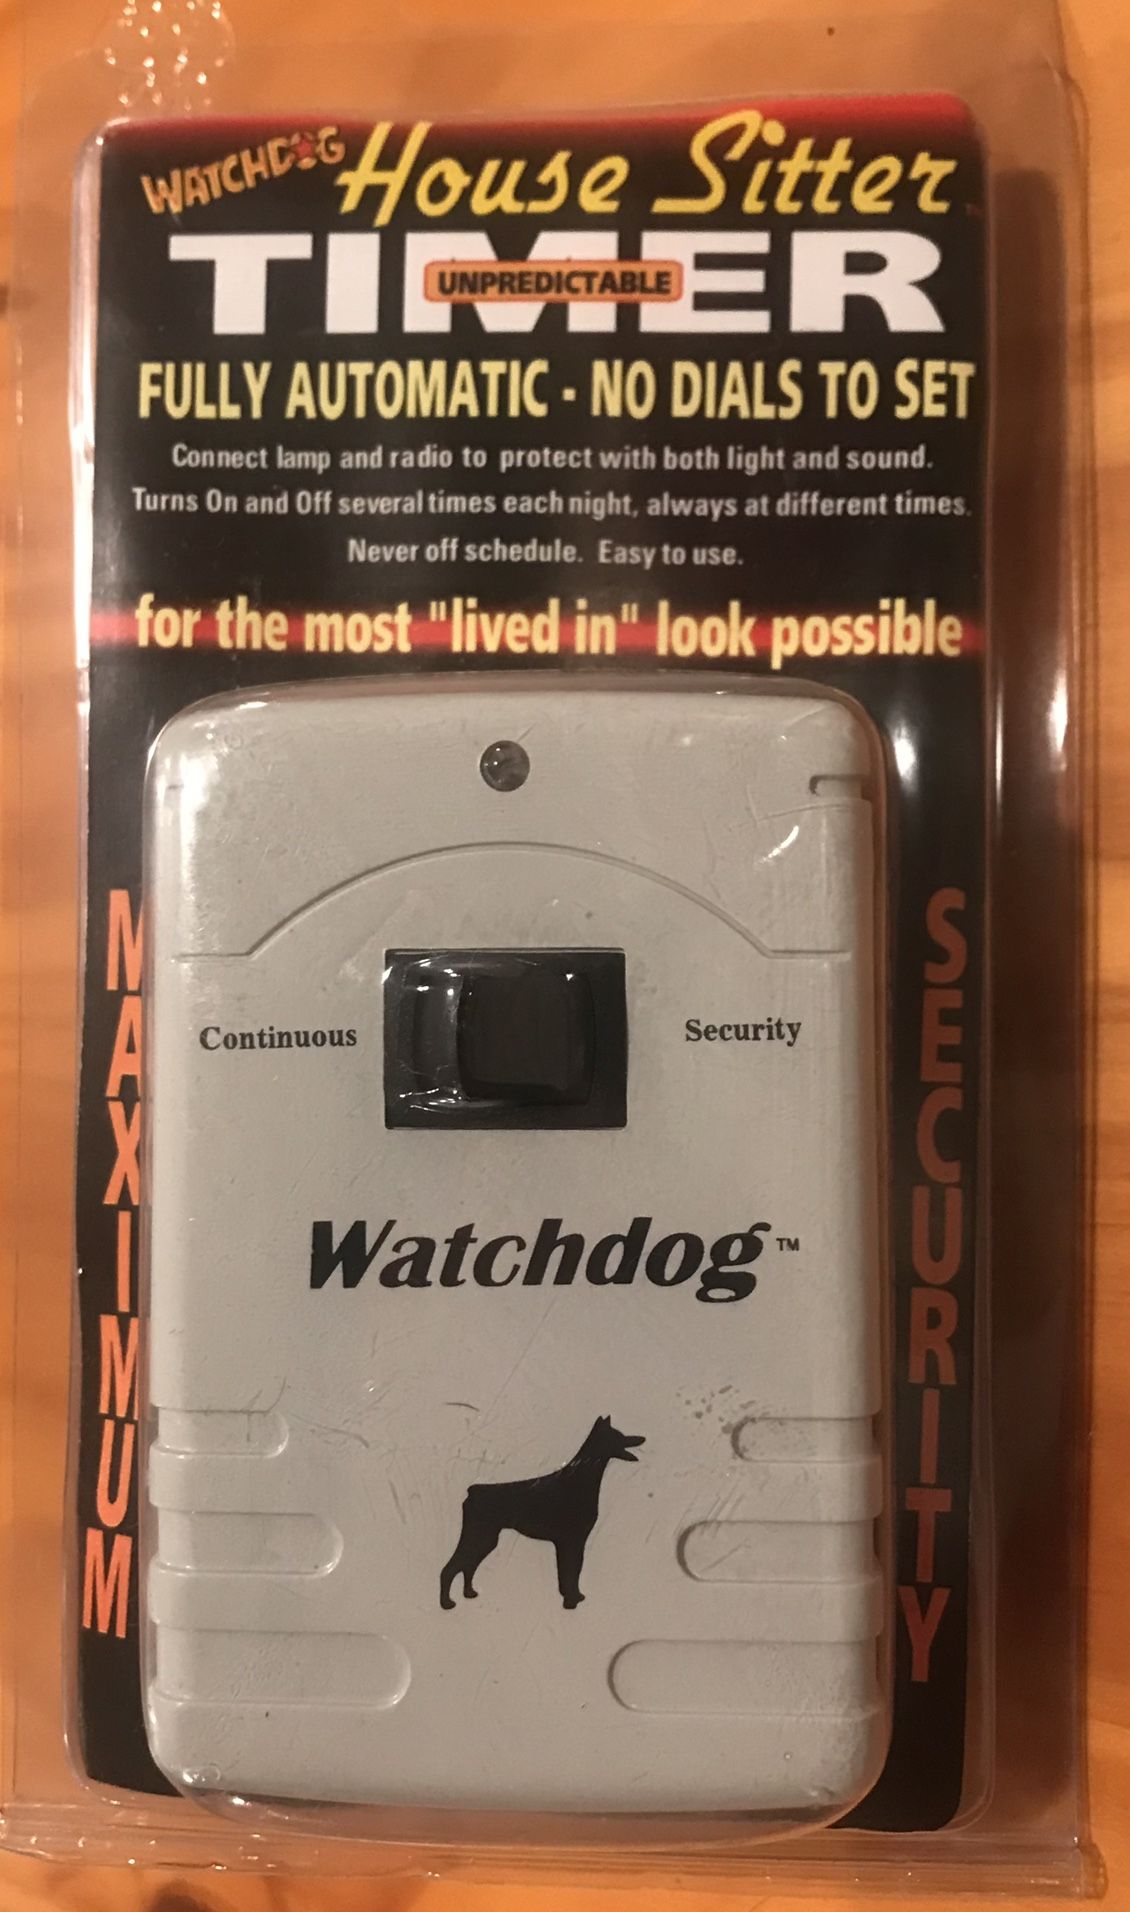 WATCHDOG House Sitter™
TIMER
UNPREDICTABLE
FULLY AUTOMATIC - NO DIALS TO SET
Connect lamp and radio to protect with both light and sound.
Turns On and Off several times each night, always at different times.
Never off schedule. Easy to use.
for the most "lived in" look possible
MAXIMUM
SECURITY
Continuous
Security
Watchdog™